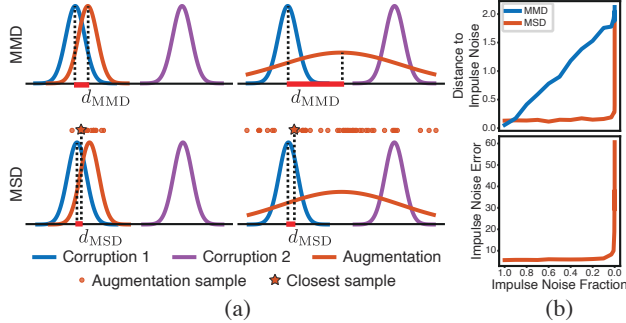 MMD
d_MMD
d_MMD
MSD
d_MSD
d_MSD
Corruption 1
Corruption 2
Augmentation
Augmentation sample
Closest sample
(a)
MMD
MSD
Distance to
Impulse Noise
2.0
1.5
1.0
0.5
0.0
Impulse Noise Error
60
50
40
30
20
10
1.0 0.8 0.6 0.4 0.2 0.0
Impulse Noise Fraction
(b)